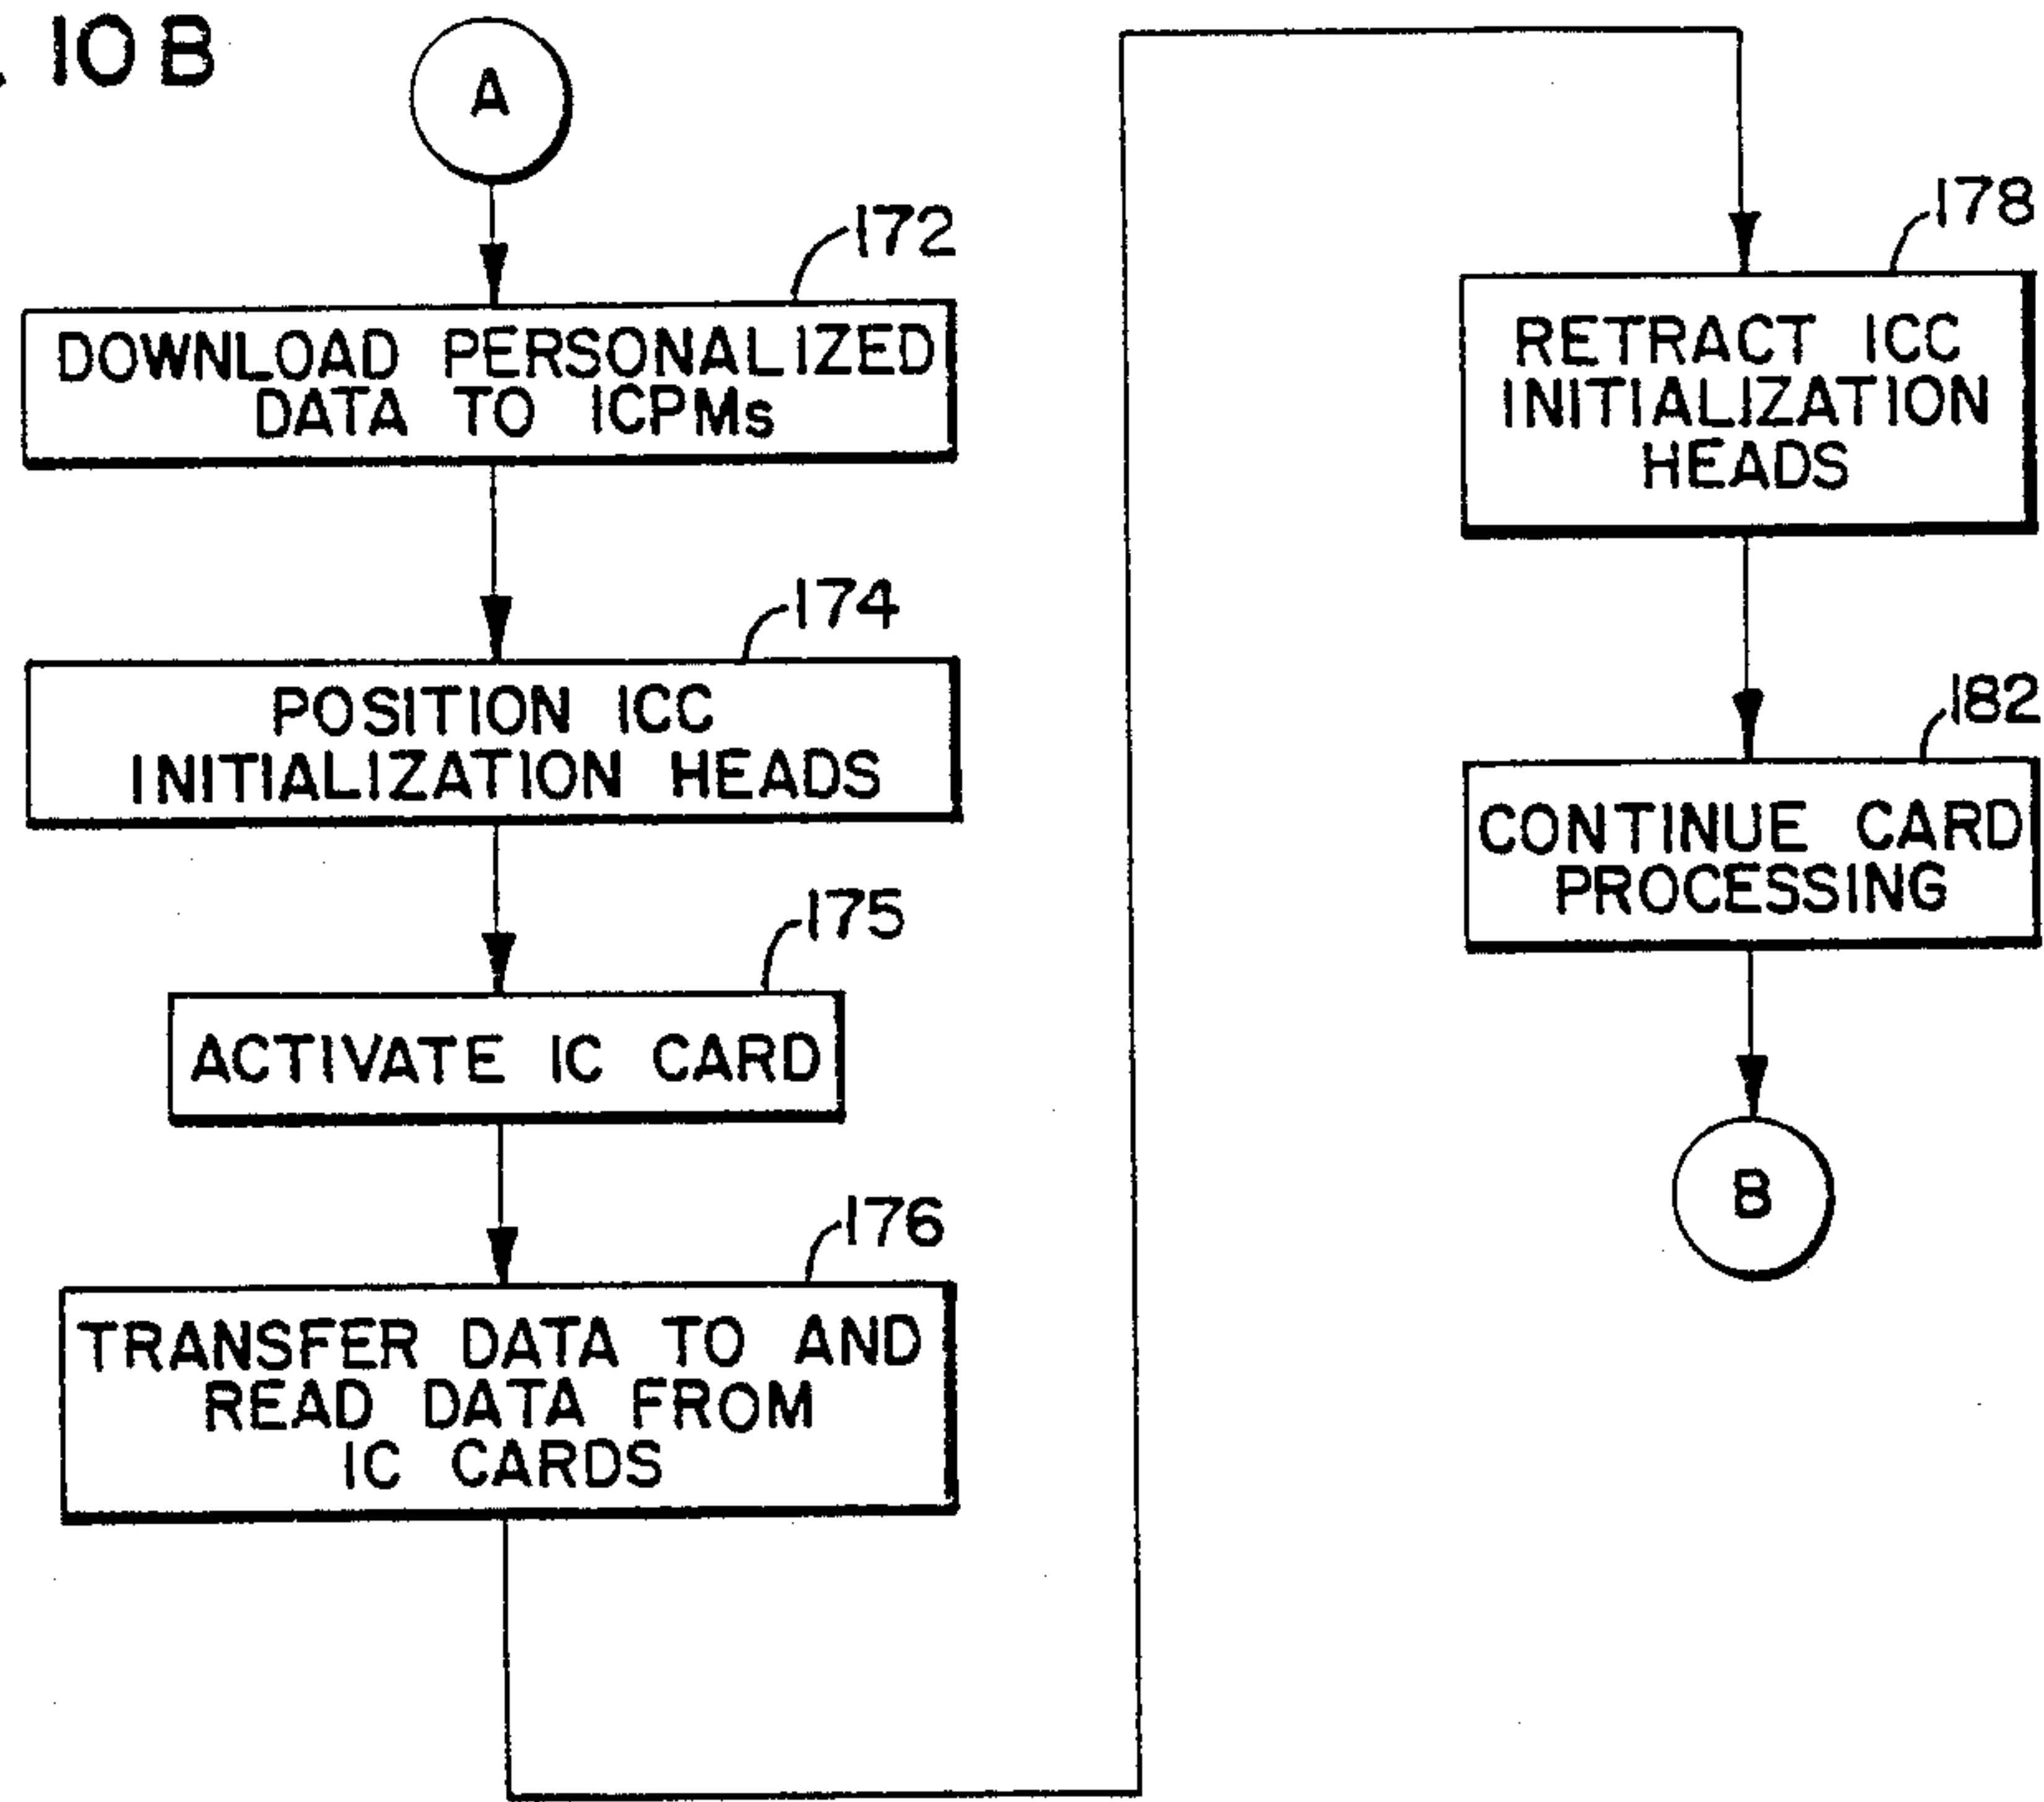 10B
A
172
DOWNLOAD PERSONALIZED
DATA TO ICPMs
174
POSITION ICC
INITIALIZATION HEADS
175
ACTIVATE IC CARD
176
TRANSFER DATA TO AND
READ DATA FROM
IC CARDS
178
RETRACT ICC
INITIALIZATION
HEADS
182
CONTINUE CARD
PROCESSING
B